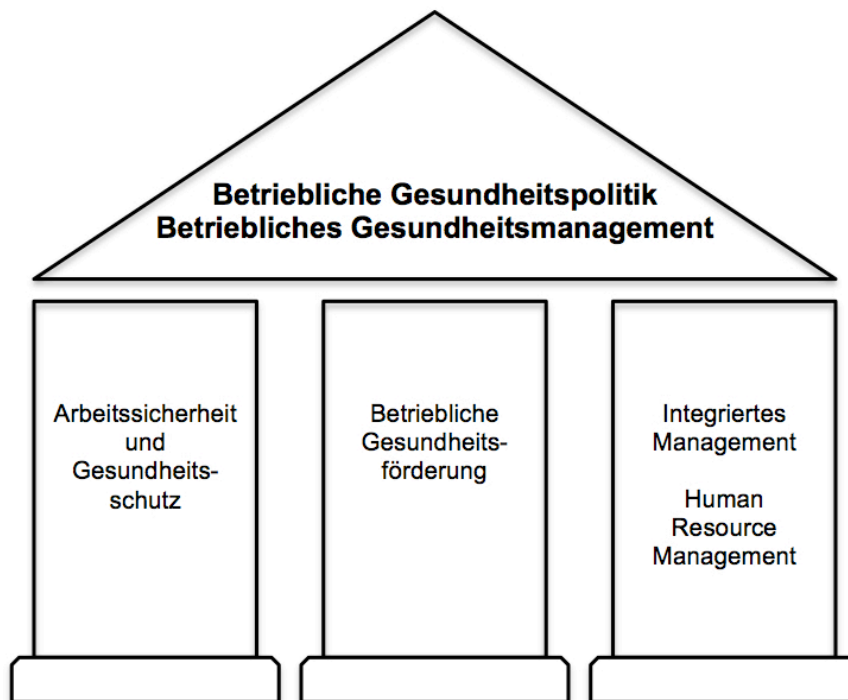 Betriebliche Gesundheitspolitik
Betriebliches Gesundheitsmanagement
Arbeitssicherheit
und
Gesundheits-
schutz
Betriebliche
Gesundheits-
förderung
Integriertes
Management
Human
Resource
Management